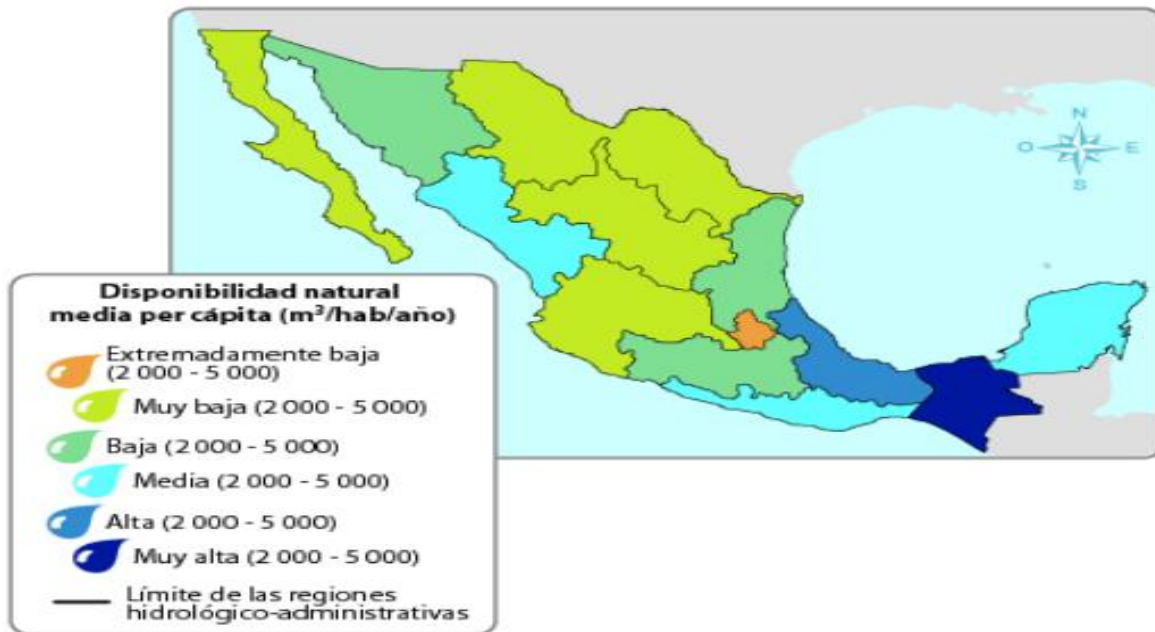 N
O
E
S
Disponibilidad natural
media per cápita (m³/hab/año)
Extremadamente baja
(2 000 - 5 000)
Muy baja (2 000 - 5 000)
Baja (2 000 - 5 000)
Media (2 000 - 5 000)
Alta (2 000 - 5 000)
Muy alta (2 000 - 5 000)
Límite de las regiones
hidrológico-administrativas